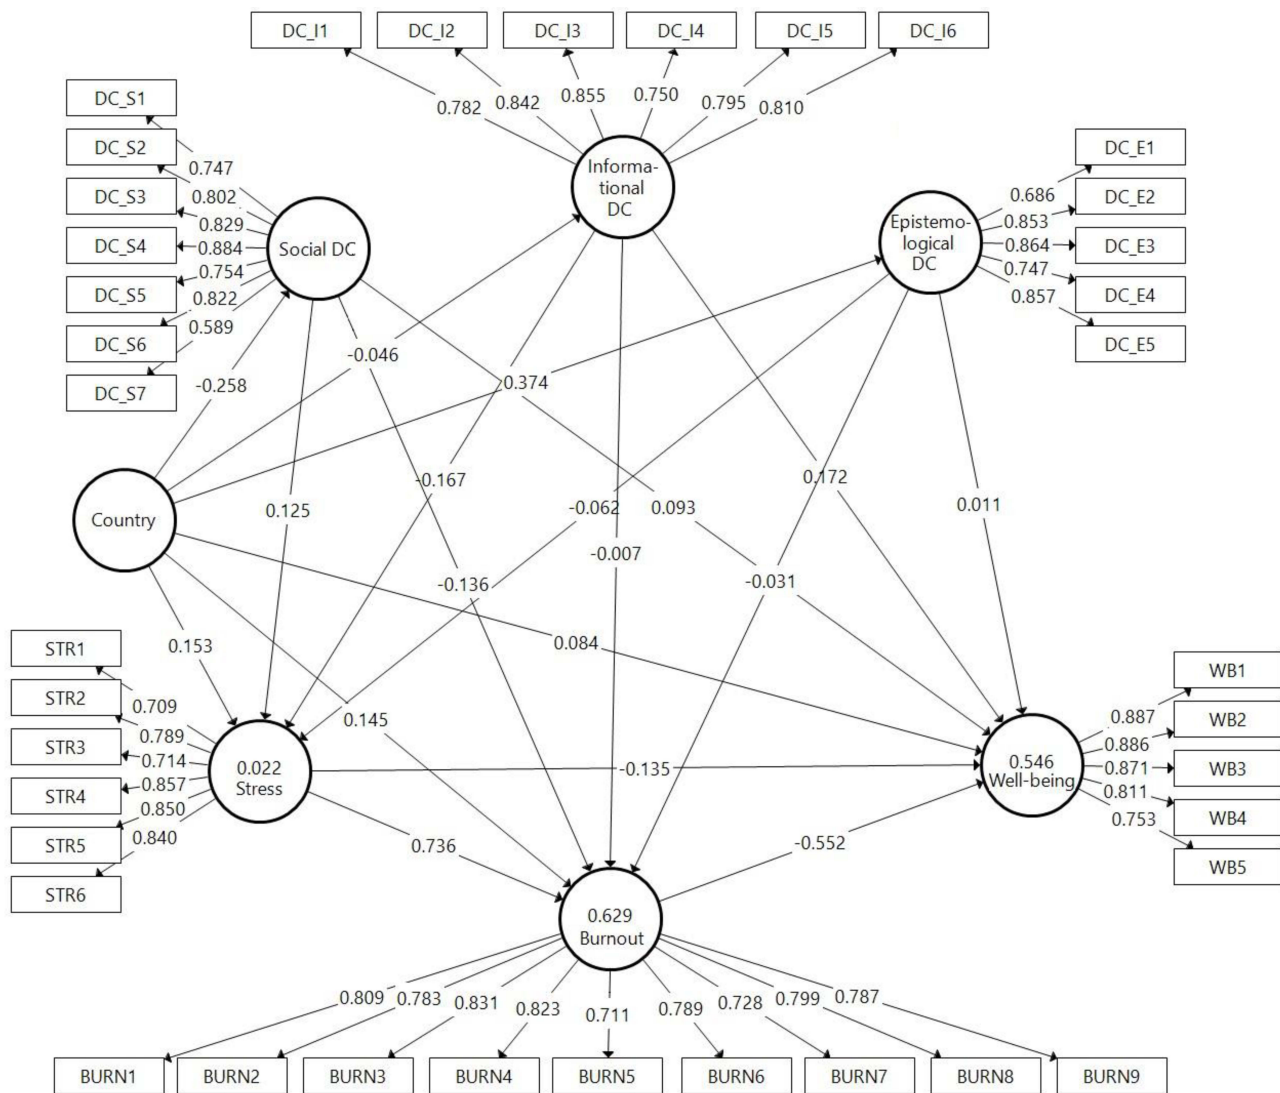 DC_I1
DC_I2
DC_I3
DC_I4
DC_I5
DC_I6
0.782
0.842
0.855
0.750
0.795
0.810
DC_S1
DC_S2
DC_S3
DC_S4
DC_S5
DC_S6
DC_S7
0.747
0.802
0.829
0.884
0.754
0.822
0.589
Social DC
Informa-
tional
DC
Epistemo-
logical
DC
0.686
0.853
0.864
0.747
0.857
DC_E1
DC_E2
DC_E3
DC_E4
DC_E5
-0.258
-0.046
0.374
-0.167
0.125
-0.062
0.093
0.172
0.011
-0.007
-0.136
-0.031
Country
0.153
0.084
0.145
STR1
STR2
STR3
STR4
STR5
STR6
0.709
0.789
0.714
0.857
0.850
0.840
0.022
Stress
-0.135
0.736
-0.552
0.546
Well-being
0.887
0.886
0.871
0.811
0.753
WB1
WB2
WB3
WB4
WB5
0.629
Burnout
0.809
0.783
0.831
0.823
0.711
0.789
0.728
0.799
0.787
BURN1
BURN2
BURN3
BURN4
BURN5
BURN6
BURN7
BURN8
BURN9